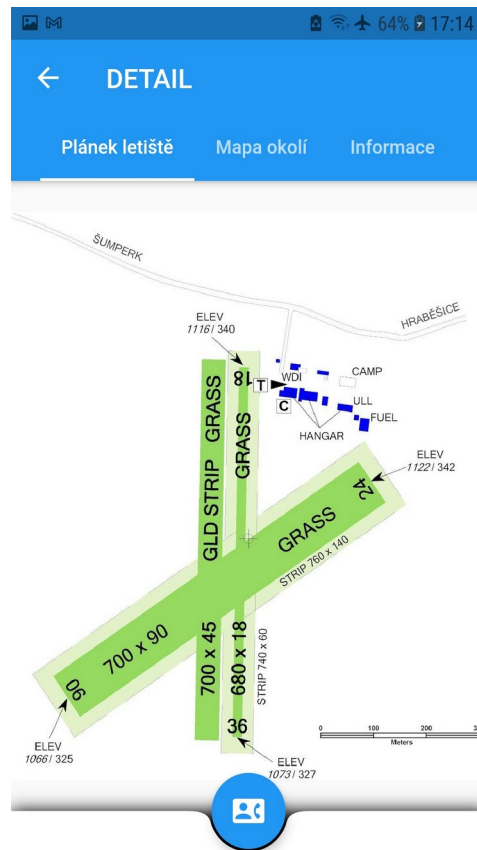 64% 17:14
DETAIL
Plánek letiště Mapa okolí Informace
ŠUMPERK
HRABĚŠICE
ELEV
1116/ 340
18
T
WDI
CAMP
C
ULL
FUEL
HANGAR
GLD STRIP GRASS
GRASS
ELEV
1122/ 342
24
GRASS
STRIP 760 x 140
700 x 90
06
700 x 45
680 x 18
STRIP 740 x 60
36
ELEV
1066/ 325
ELEV
1073/ 327
0 100 200
Meters